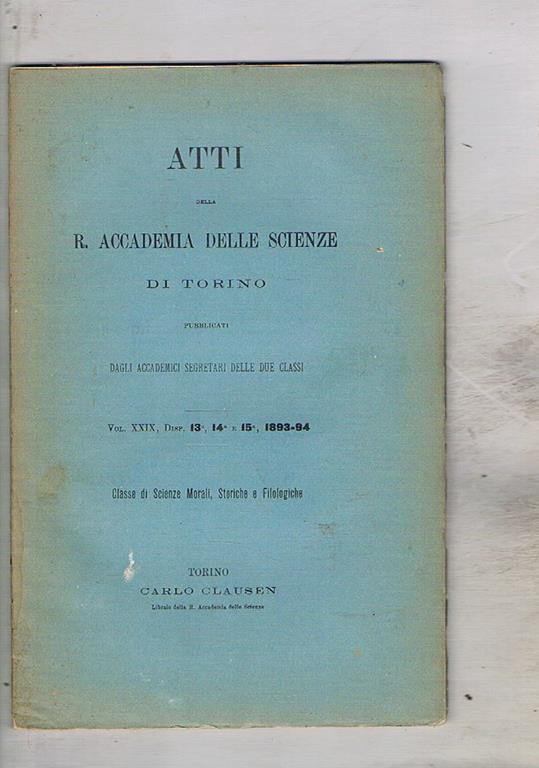 ATTI
DELLA
R. ACCADEMIA DELLE SCIENZE
DI TORINO
PUBBLICATI
DAGLI ACCADEMICI SEGRETARI DELLE DUE CLASSI
VOL. XXIX, DISP. 13ª, 14ª E 15ª, 1893-94
Classe di Scienze Morali, Storiche e Filologiche
TORINO
CARLO CLAUSEN
Libraio della R. Accademia delle Scienze